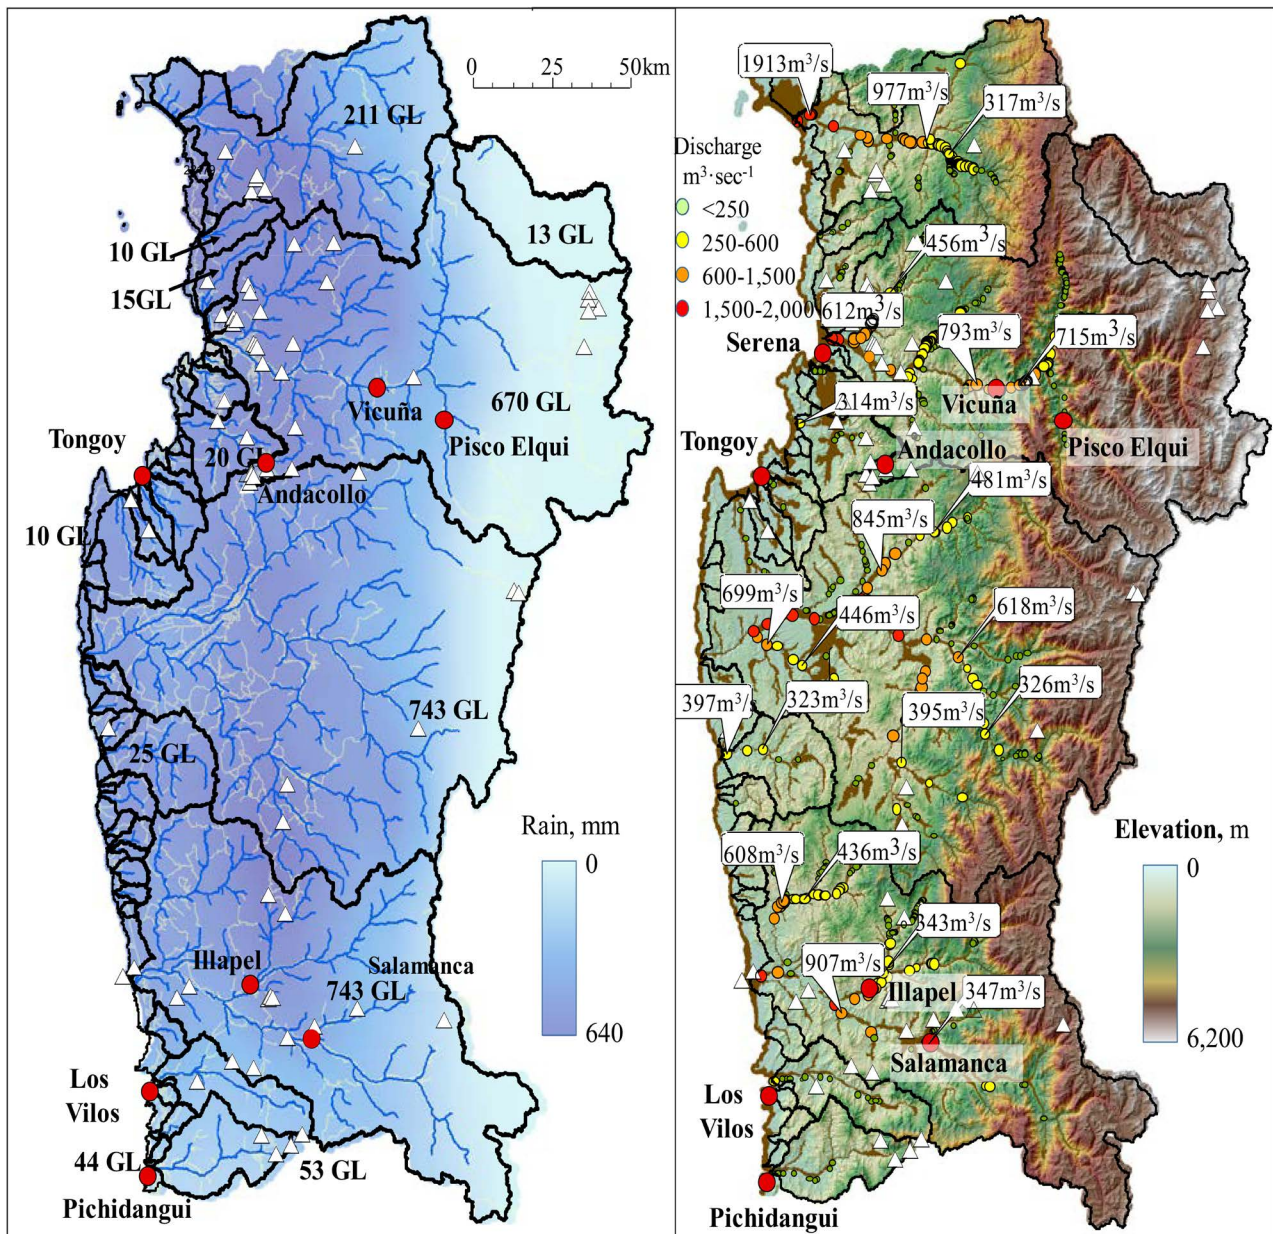 0 25 50km
211 GL
13 GL
10 GL
15GL
Vicuña
670 GL
Pisco Elqui
Tongoy
20 GL
Andacollo
10 GL
743 GL
25 GL
Rain, mm
0
640
Illapel
Salamanca
743 GL
Los
Vilos
44 GL
53 GL
Pichidangui
1913m³/s
977m³/s
317m³/s
Discharge
m³·sec⁻¹
<250
250-600
600-1,500
1,500-2,000
456m³/s
612m³
Serena
793m³/s
715m³/s
Vicuña
314m³/s
Tongoy
Andacollo
Pisco Elqui
481m³/s
845m³/s
699m³/s
446m³/s
618m³/s
397m³/s
323m³/s
395m³/s
326m³/s
Elevation, m
0
6,200
608m³/s
436m³/s
343m³/s
907m³/s
Illapel
347m³/s
Salamanca
Los
Vilos
Pichidangui